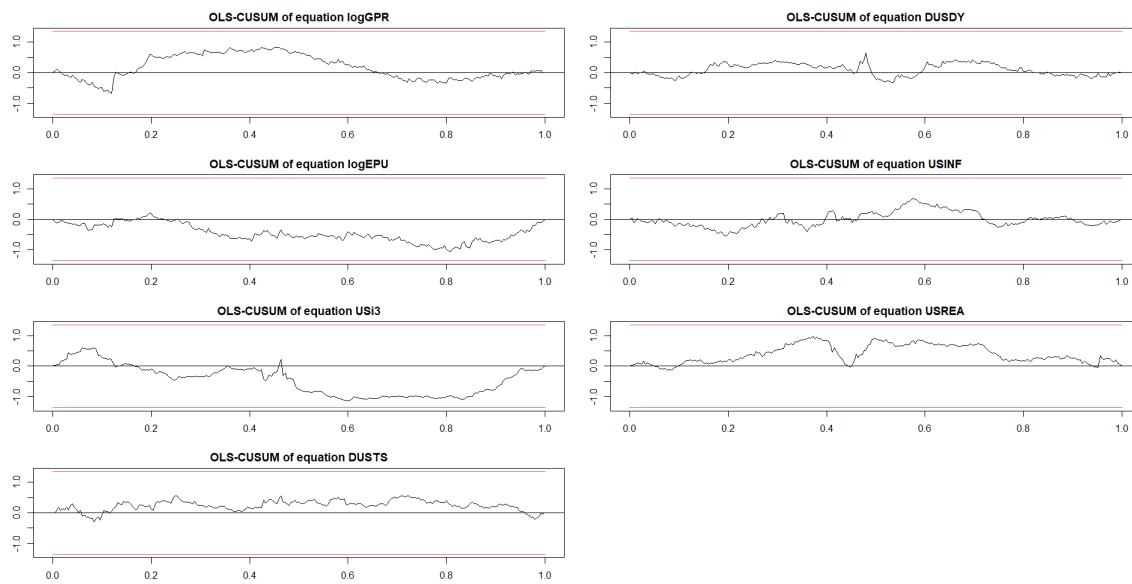 OLS-CUSUM of equation logGPR
1.0
0.0
-1.0
0.0 0.2 0.4 0.6 0.8 1.0
OLS-CUSUM of equation logEPU
1.0
0.0
-1.0
0.0 0.2 0.4 0.6 0.8 1.0
OLS-CUSUM of equation USi3
1.0
0.0
-1.0
0.0 0.2 0.4 0.6 0.8 1.0
OLS-CUSUM of equation DUSTS
1.0
0.0
-1.0
0.0 0.2 0.4 0.6 0.8 1.0
OLS-CUSUM of equation DUSDY
1.0
0.0
-1.0
0.0 0.2 0.4 0.6 0.8 1.0
OLS-CUSUM of equation USINF
1.0
0.0
-1.0
0.0 0.2 0.4 0.6 0.8 1.0
OLS-CUSUM of equation USREA
1.0
0.0
-1.0
0.0 0.2 0.4 0.6 0.8 1.0